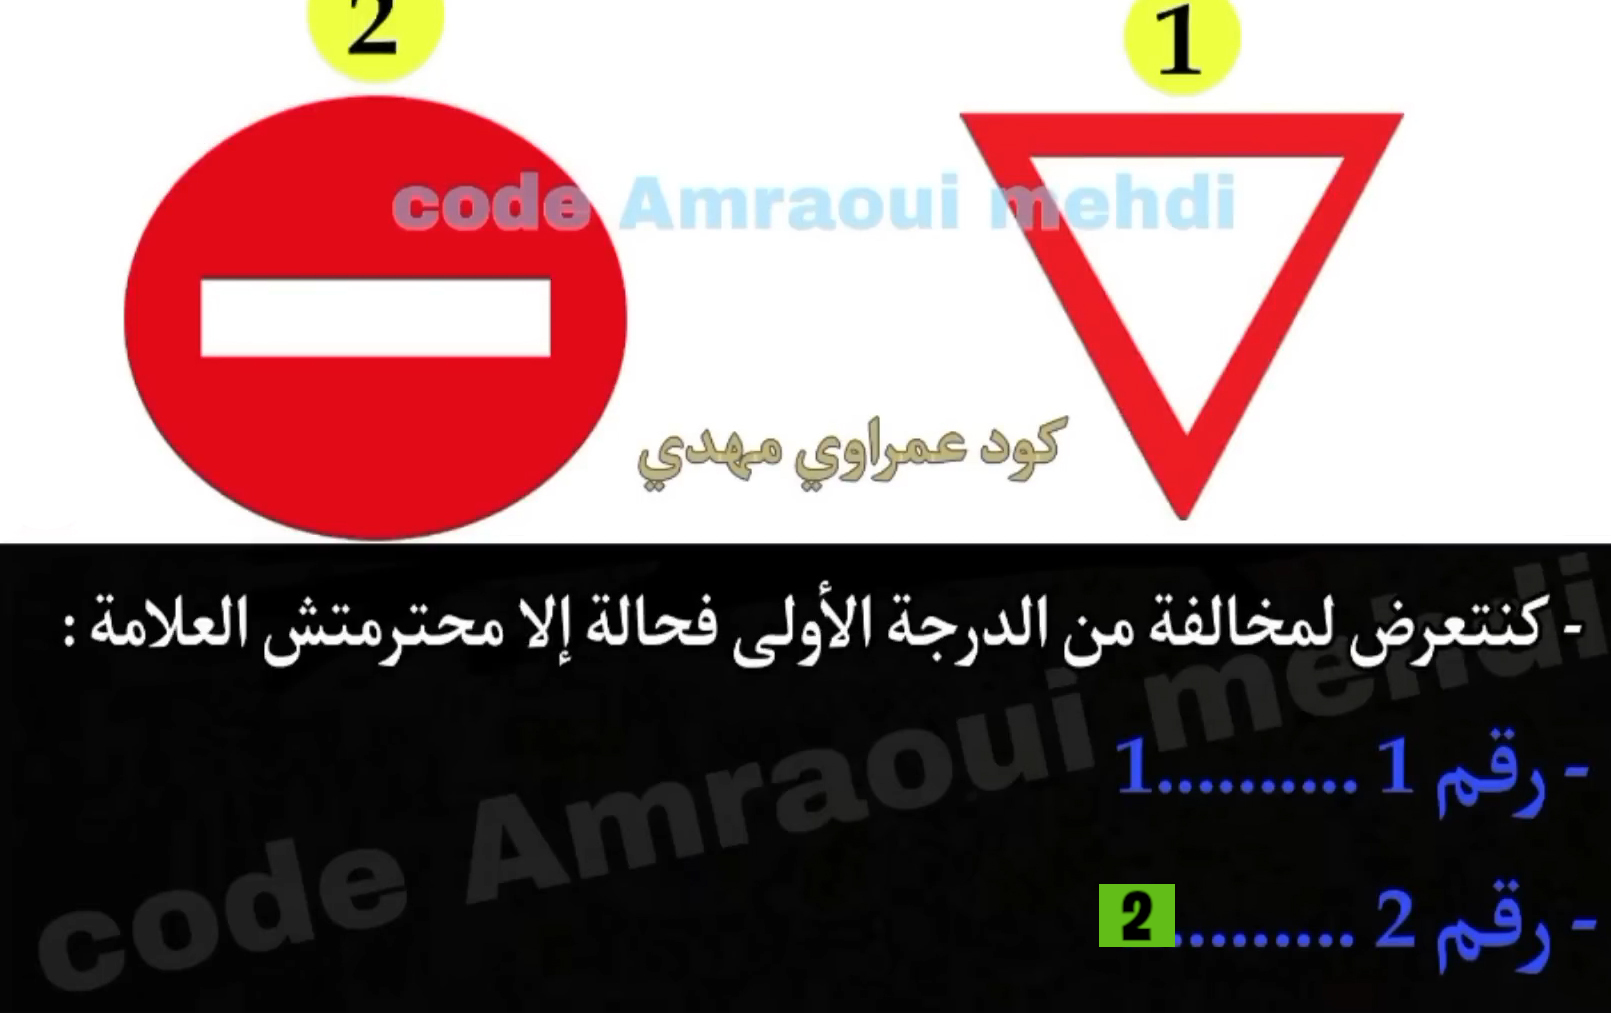 2
1
code Amraoui mehdi
كود عمراوي مهدي
- كنتعرض لمخالفة من الدرجة الأولى فحالة إلا محترمتش العلامة :
- رقم 1 ..........1
- رقم 2 .........2
code Amraoui mehdi